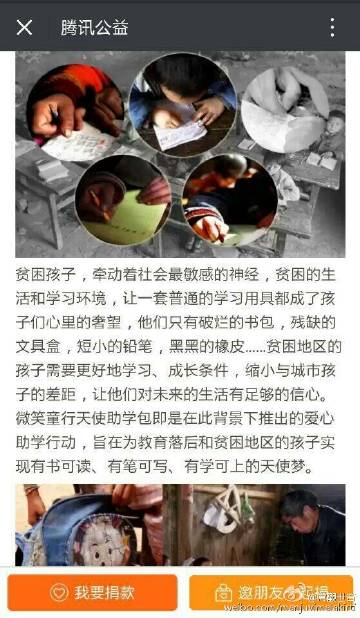 腾讯公益
贫困孩子，牵动着社会最敏感的神经，贫困的生
活和学习环境，让一套普通的学习用具都成了孩
子们心里的奢望，他们只有破烂的书包，残缺的
文具盒，短小的铅笔，黑黑的橡皮……贫困地区的
孩子需要更好地学习、成长条件，缩小与城市孩
子的差距，让他们对未来的生活有足够的信心。
微笑童行天使助学包即是在此背景下推出的爱心
助学行动，旨在为教育落后和贫困地区的孩子实
现有书可读、有笔可写、有学可上的天使梦。
我要捐款
邀朋友一起捐